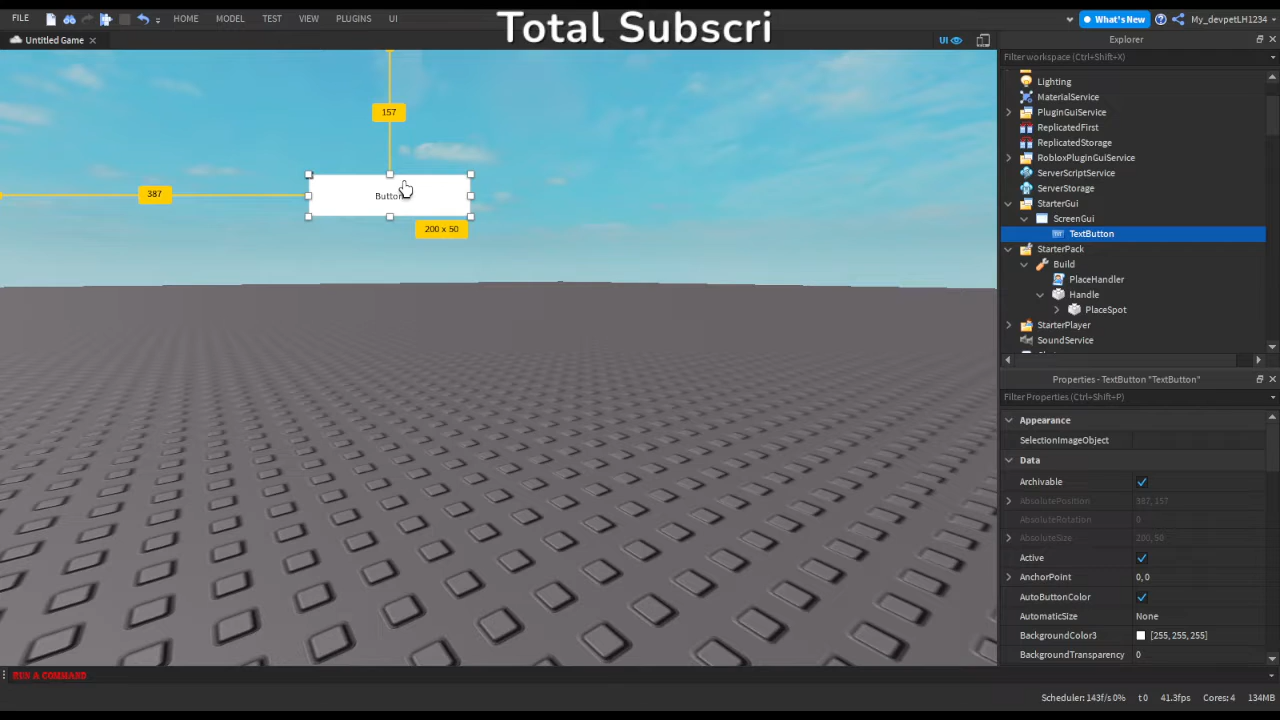 Total Subscri
FILE HOME MODEL TEST VIEW PLUGINS UI What's New My_devpetLH1234
Untitled Game UI
Explorer
Filter workspace (Ctrl+Shift+X)
Lighting
MaterialService
PluginGuiService
ReplicatedFirst
ReplicatedStorage
RobloxPluginGuiService
ServerScriptService
ServerStorage
StarterGui
ScreenGui
TextButton
StarterPack
Build
PlaceHandler
Handle
PlaceSpot
StarterPlayer
SoundService
157
387
Button
200 x 50
Properties - TextButton "TextButton"
Filter Properties (Ctrl+Shift+P)
Appearance
SelectionImageObject
Data
Archivable
AbsolutePosition 387, 157
AbsoluteRotation 0
AbsoluteSize 200, 50
Active
AnchorPoint 0, 0
AutoButtonColor
AutomaticSize None
BackgroundColor3 [255, 255, 255]
BackgroundTransparency 0
RUN A COMMAND
Scheduler: 143f/s 0% t 0 41.3fps Cores: 4 134MB